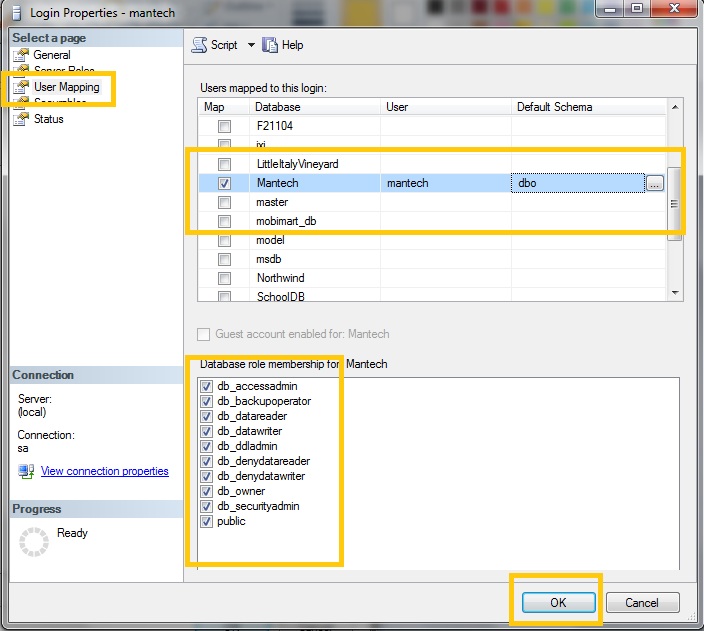 Login Properties - mantech
Select a page
General
Server Roles
User Mapping
Securables
Status
Script
Help
Users mapped to this login:
Map Database User Default Schema
F21104
ixi
LittleItalyVineyard
Mantech mantech dbo ...
master
mobimart_db
model
msdb
Northwind
SchoolDB
Guest account enabled for: Mantech
Database role membership for: Mantech
db_accessadmin
db_backupoperator
db_datareader
db_datawriter
db_ddladmin
db_denydatareader
db_denydatawriter
db_owner
db_securityadmin
public
Connection
Server:
(local)
Connection:
sa
View connection properties
Progress
Ready
OK
Cancel